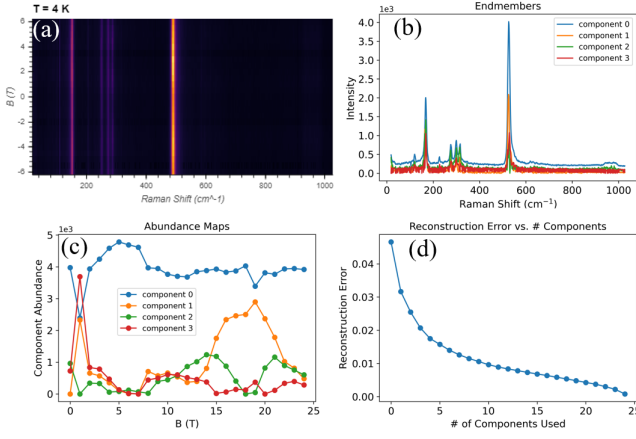 T = 4 K
(a)
6
4
2
0
-2
-4
-6
B (T)
200
400
600
800
1000
Raman Shift (cm^-1)
Endmembers
1e3
(b)
component 0
component 1
component 2
component 3
4.0
3.5
3.0
2.5
2.0
1.5
1.0
0.5
0.0
Intensity
0
200
400
600
800
1000
Raman Shift (cm⁻¹)
Abundance Maps
1e3
(c)
component 0
component 1
component 2
component 3
5
4
3
2
1
0
Component Abundance
0
5
10
15
20
25
B (T)
Reconstruction Error vs. # Components
(d)
0.04
0.03
0.02
0.01
0.00
Reconstruction Error
0
5
10
15
20
25
# of Components Used